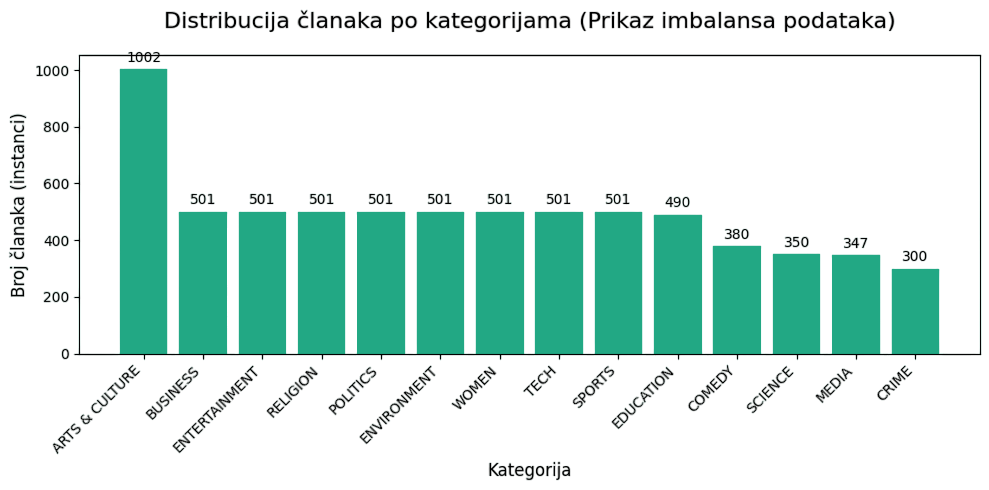 Distribucija članaka po kategorijama (Prikaz imbalansa podataka)
Broj članaka (instanci)
1000
800
600
400
200
0
1002
501
501
501
501
501
501
501
501
490
380
350
347
300
ARTS & CULTURE
BUSINESS
ENTERTAINMENT
RELIGION
POLITICS
ENVIRONMENT
WOMEN
TECH
SPORTS
EDUCATION
COMEDY
SCIENCE
MEDIA
CRIME
Kategorija